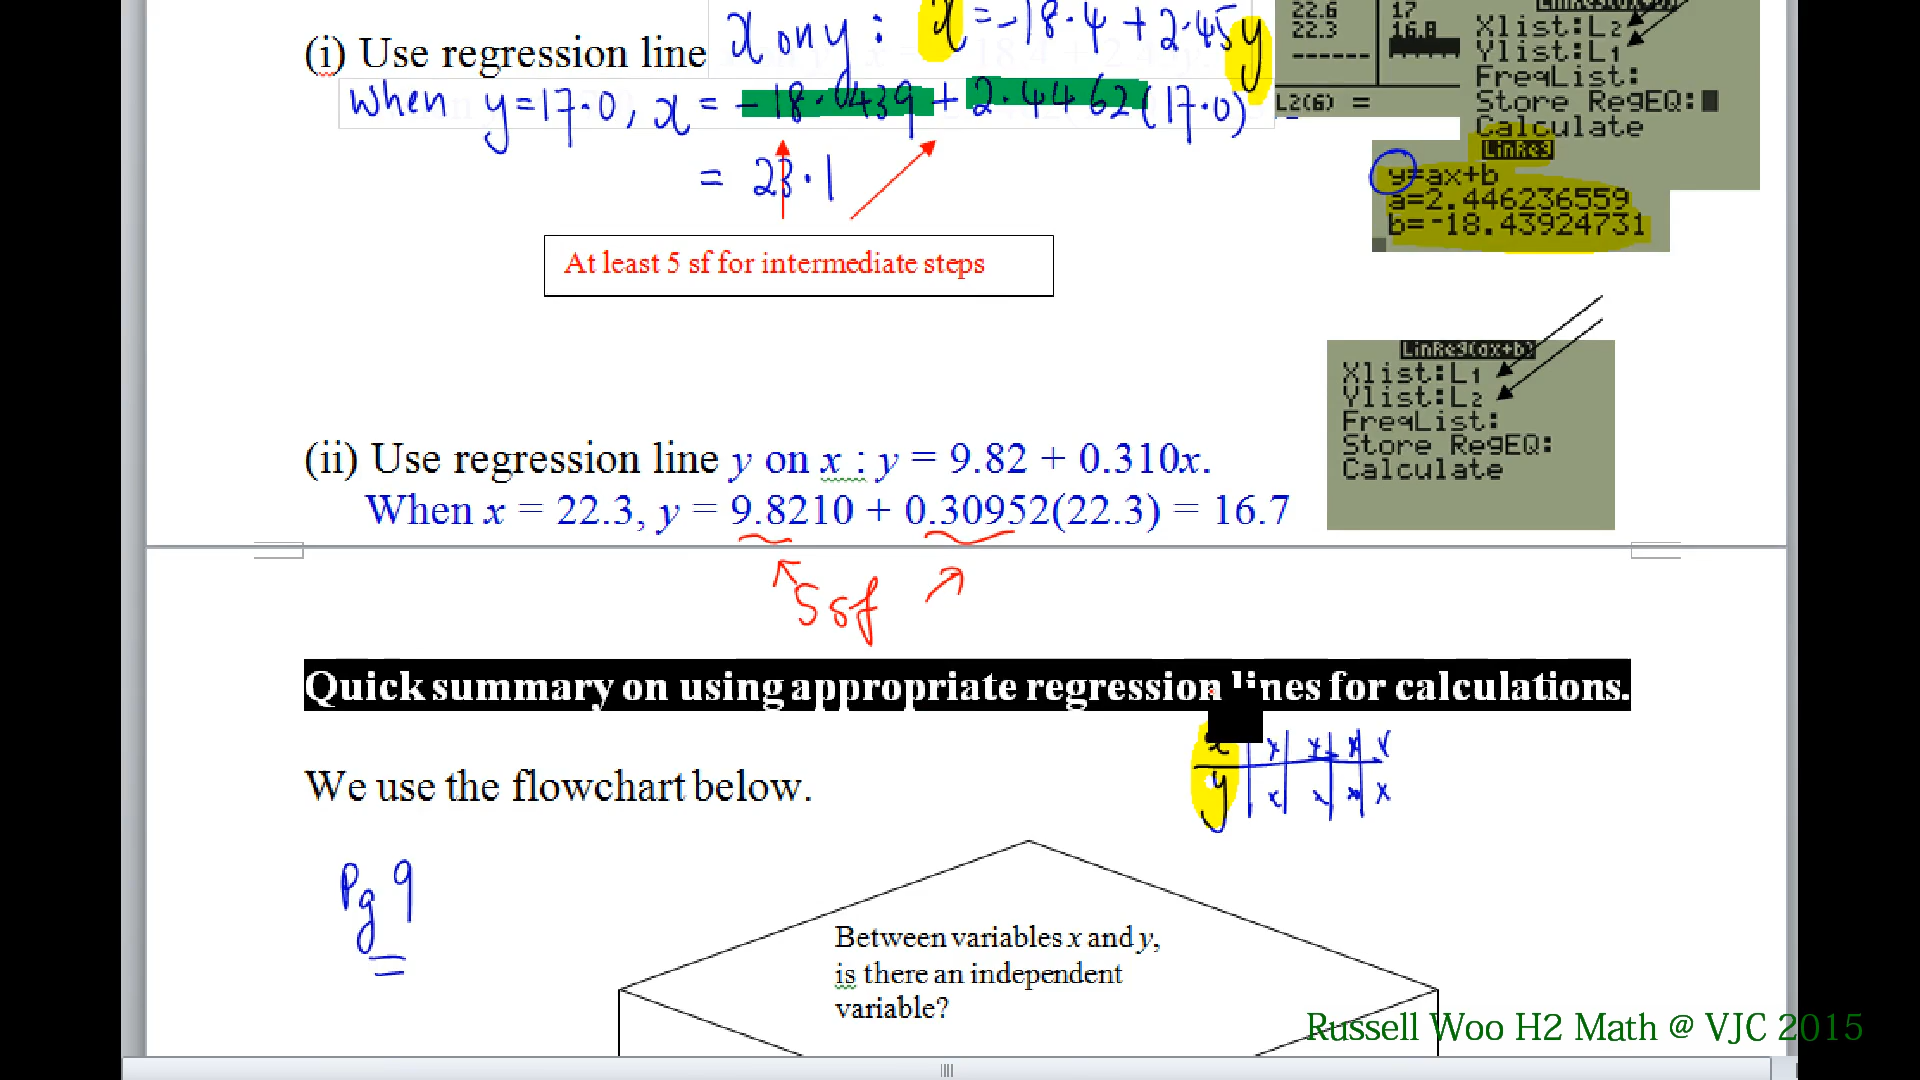 (i) Use regression line x on y : x = -18.4 + 2.45y
When y=17.0, x = -18.0439 + 2.4462(17.0)
= 23.1
At least 5 sf for intermediate steps
22.6 17
22.3 16.8
------
L2(6) =
Xlist:L2
Ylist:L1
FreqList:
Store RegEQ:
Calculate
LinReg
y=ax+b
a=2.446236559
b=-18.43924731
LinReg(ax+b)
Xlist:L1
Ylist:L2
FreqList:
Store RegEQ:
Calculate
(ii) Use regression line y on x : y = 9.82 + 0.310x.
When x = 22.3, y = 9.8210 + 0.30952(22.3) = 16.7
5 sf
Quick summary on using appropriate regression lines for calculations.
x | x | x | x | x
y | x | x | x | x
We use the flowchart below.
Pg 9
Between variables x and y,
is there an independent
variable?
Russell Woo H2 Math @ VJC 2015